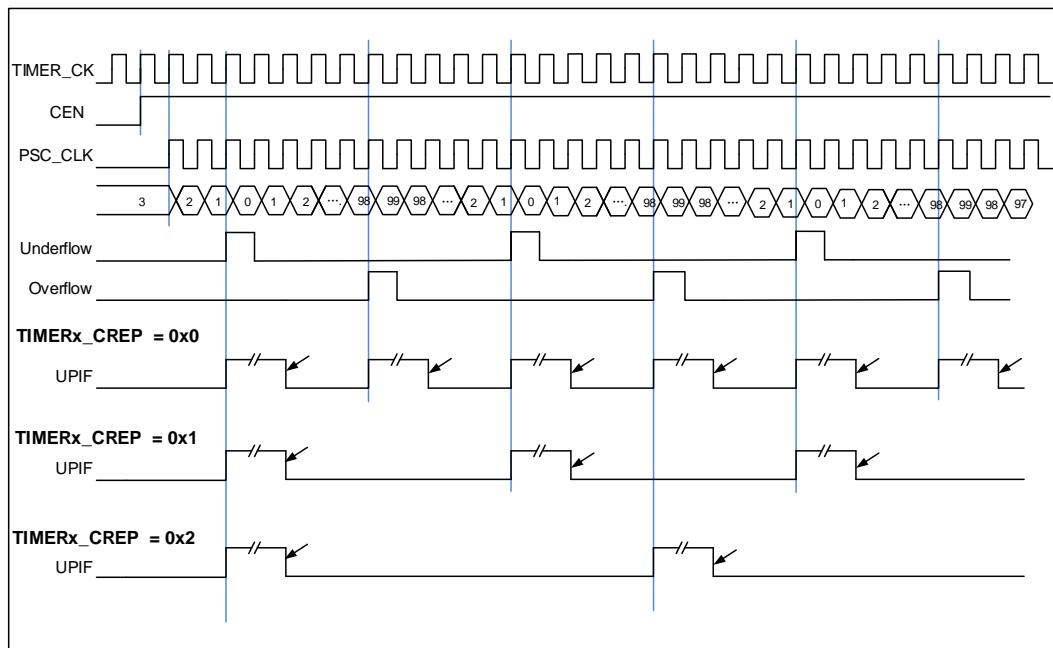 TIMER_CK
CEN
PSC_CLK
3 2 1 0 1 2 ... 98 99 98 ... 2 1 0 1 2 ... 98 99 98 ... 2 1 0 1 2 ... 98 99 98 97
Underflow
Overflow
TIMERx_CREP = 0x0
UPIF
TIMERx_CREP = 0x1
UPIF
TIMERx_CREP = 0x2
UPIF